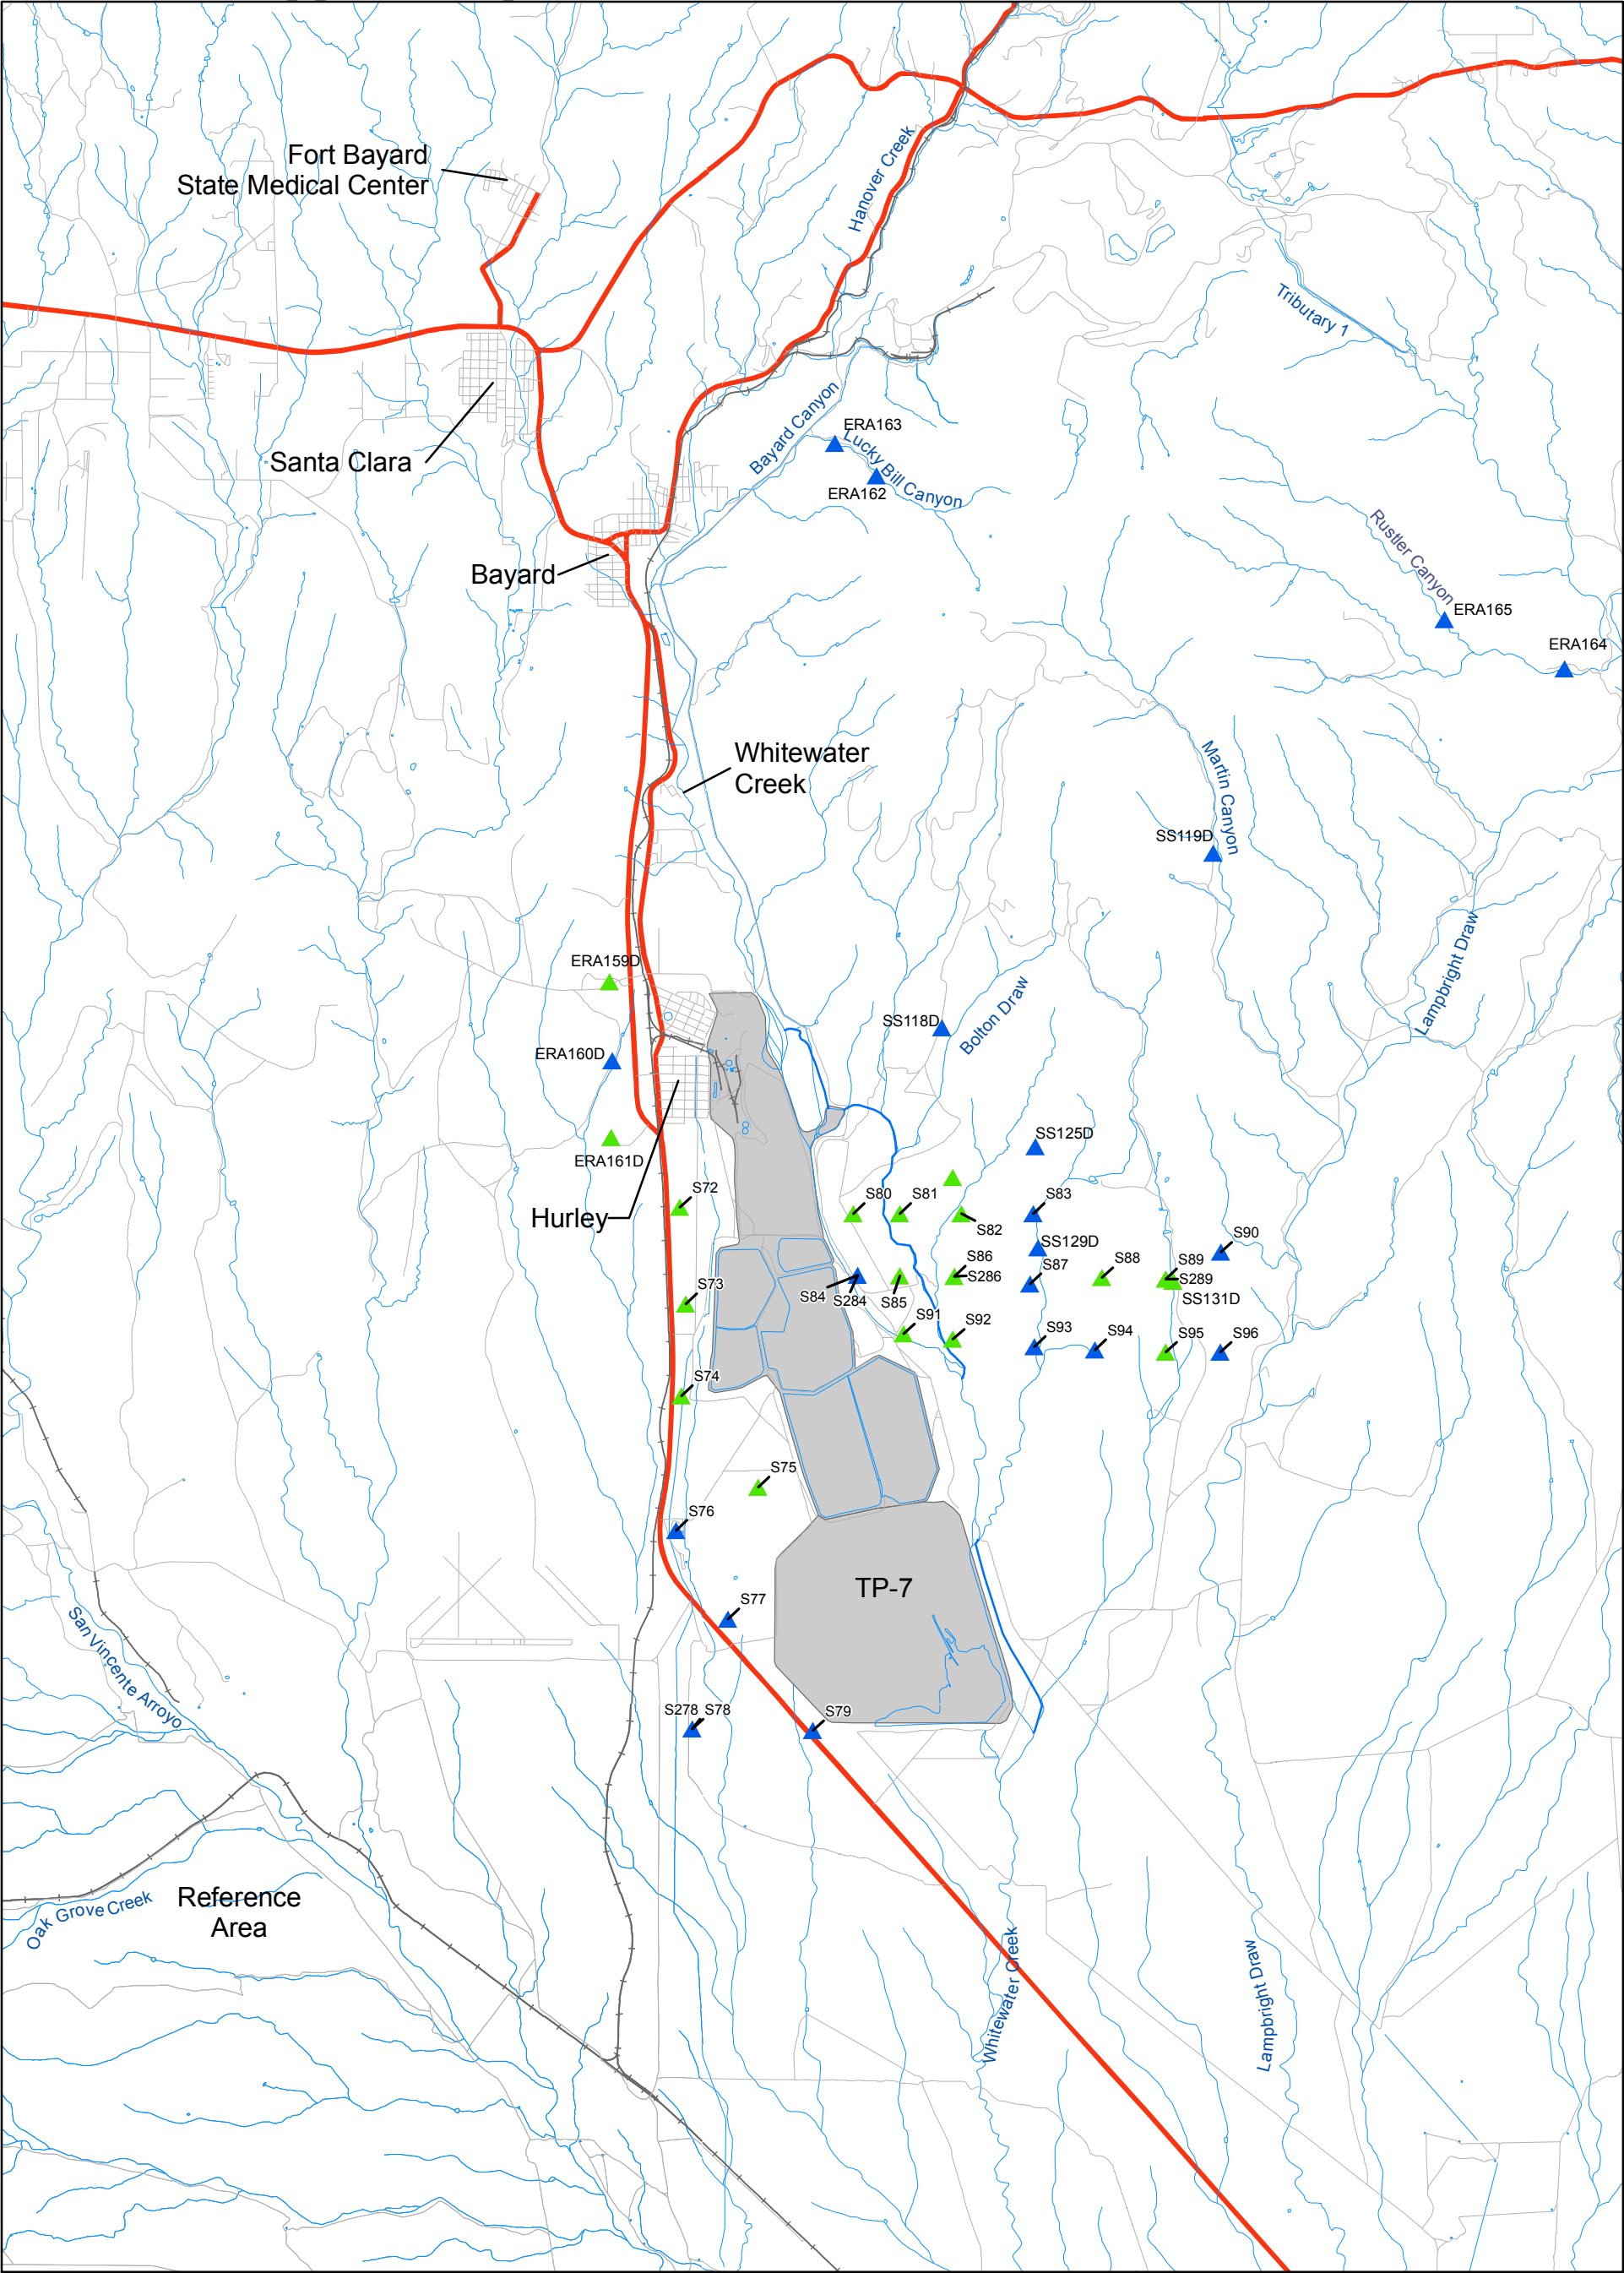 Hanover Creek
Fort Bayard
State Medical Center
Tributary 1
Bayard Canyon
ERA163
Lucky Bill Canyon
Santa Clara
ERA162
Rustler Canyon
Bayard
ERA165
ERA164
Whitewater
Creek
Martin Canyon
SS119D
Lampbright Draw
ERA159D
Bolton Draw
SS118D
ERA160D
SS125D
ERA161D
S72
S80
S81
S83
Hurley
S82
S90
SS129D
S86
S88
S89
S286
S87
S289
S73
S84
S284
S85
SS131D
S91
S92
S93
S94
S95
S96
S74
S75
S76
TP-7
S77
San Vincente Arroyo
S278
S78
S79
Reference
Area
Oak Grove Creek
Whitewater Creek
Lampbright Draw